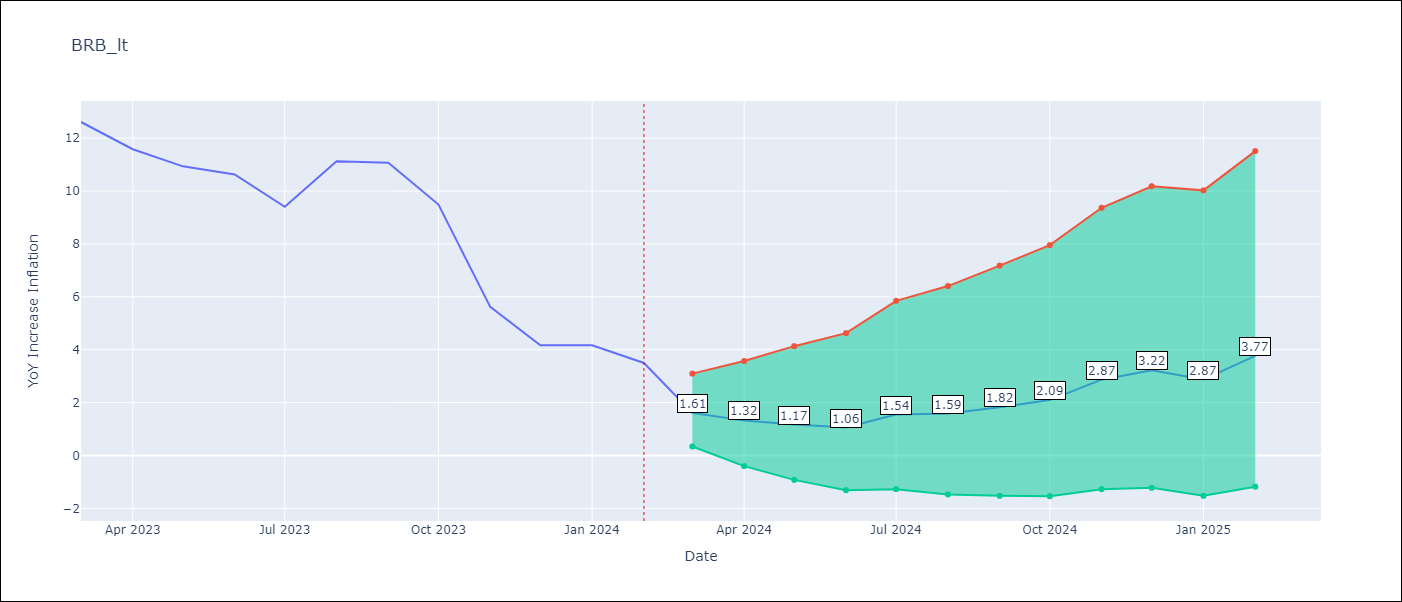 BRB_lt
YoY Increase Inflation
12
10
8
6
4
2
0
−2
1.61
1.32
1.17
1.06
1.54
1.59
1.82
2.09
2.87
3.22
2.87
3.77
Apr 2023
Jul 2023
Oct 2023
Jan 2024
Apr 2024
Jul 2024
Oct 2024
Jan 2025
Date